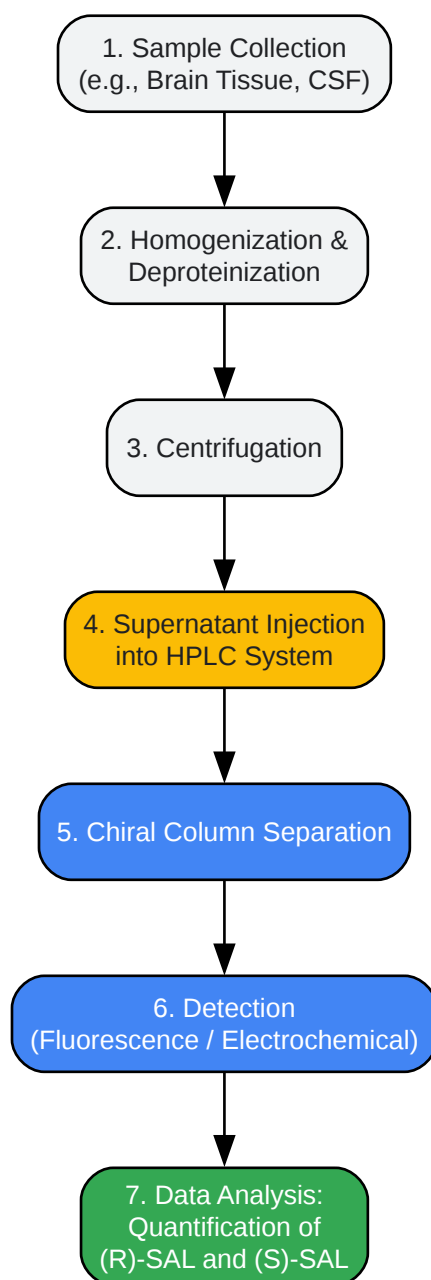 1. Sample Collection
(e.g., Brain Tissue, CSF)
2. Homogenization &
Deproteinization
3. Centrifugation
4. Supernatant Injection
into HPLC System
5. Chiral Column Separation
6. Detection
(Fluorescence / Electrochemical)
7. Data Analysis:
Quantification of
(R)-SAL and (S)-SAL